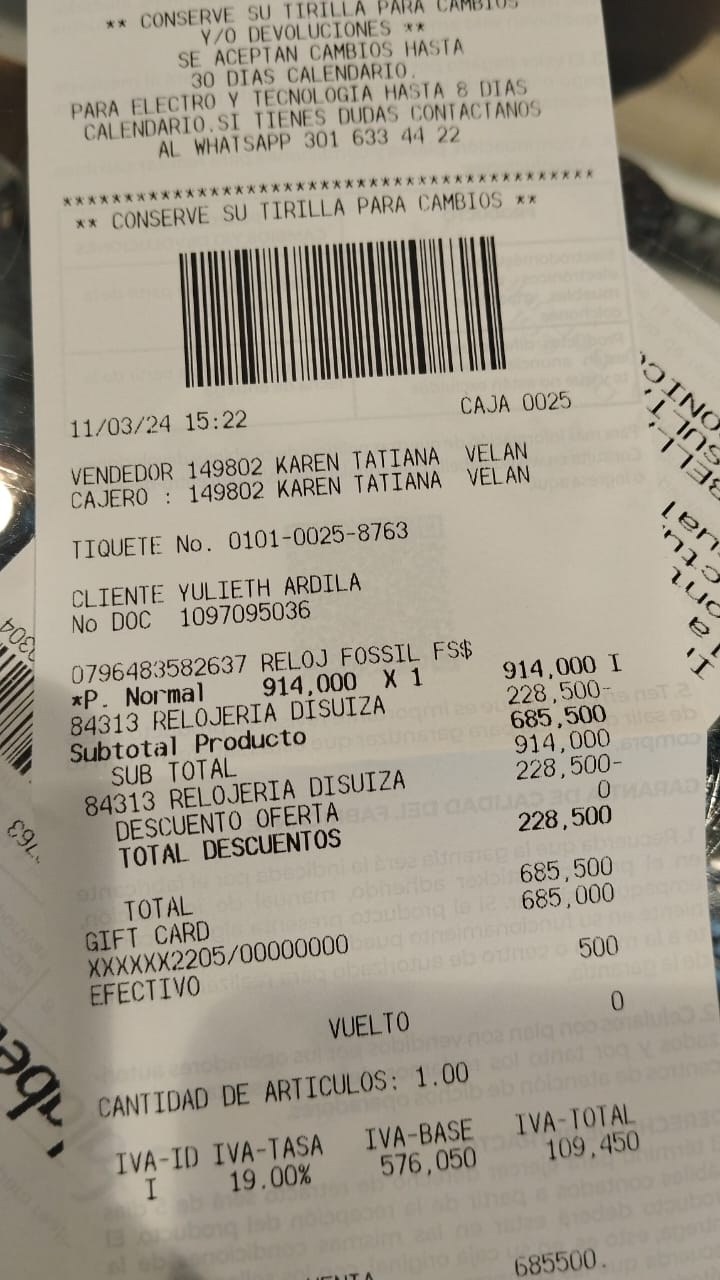 ** CONSERVE SU TIRILLA PARA CAMBIOS
Y/O DEVOLUCIONES **
SE ACEPTAN CAMBIOS HASTA
30 DIAS CALENDARIO.
PARA ELECTRO Y TECNOLOGIA HASTA 8 DIAS
CALENDARIO.SI TIENES DUDAS CONTACTANOS
AL WHATSAPP 301 633 44 22
*******************************************
** CONSERVE SU TIRILLA PARA CAMBIOS **
11/03/24 15:22 CAJA 0025
VENDEDOR 149802 KAREN TATIANA VELAN
CAJERO : 149802 KAREN TATIANA VELAN
TIQUETE No. 0101-0025-8763
CLIENTE YULIETH ARDILA
No DOC 1097095036
0796483582637 RELOJ FOSSIL FS$
*P. Normal 914,000 X 1 914,000 I
84313 RELOJERIA DISUIZA 228,500-
Subtotal Producto 685,500
SUB TOTAL 914,000
84313 RELOJERIA DISUIZA 228,500-
DESCUENTO OFERTA 0
TOTAL DESCUENTOS 228,500
TOTAL 685,500
GIFT CARD 685,000
XXXXXX2205/00000000
EFECTIVO 500
VUELTO 0
CANTIDAD DE ARTICULOS: 1.00
IVA-ID IVA-TASA IVA-BASE IVA-TOTAL
I 19.00% 576,050 109,450
685500.